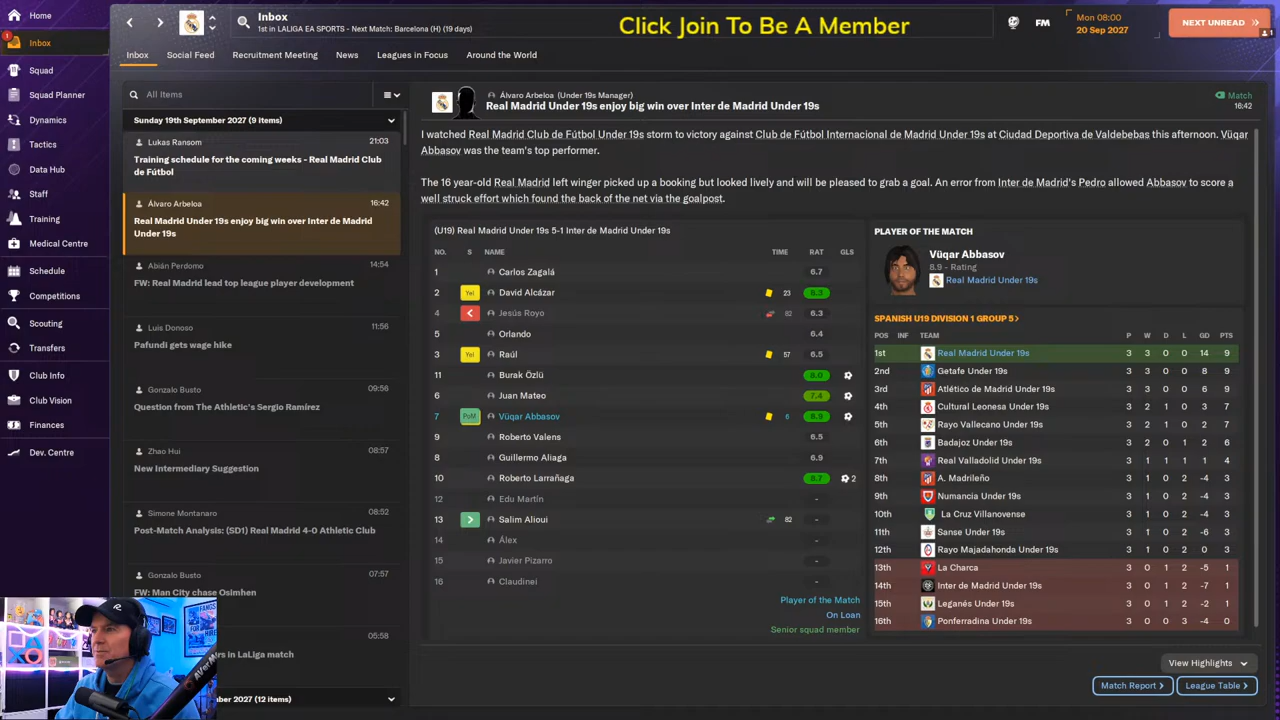 Home
Inbox
1
Squad
Squad Planner
Dynamics
Tactics
Data Hub
Staff
Training
Medical Centre
Schedule
Competitions
Scouting
Transfers
Club Info
Club Vision
Finances
Dev. Centre
Inbox
1st in LALIGA EA SPORTS - Next Match: Barcelona (H) (19 days)
Click Join To Be A Member
FM
Mon 08:00
20 Sep 2027
NEXT UNREAD
1
Inbox Social Feed Recruitment Meeting News Leagues in Focus Around the World
All Items
Sunday 19th September 2027 (9 items)
Lukas Ransom 21:03
Training schedule for the coming weeks - Real Madrid Club
de Fútbol
Álvaro Arbeloa 16:42
Real Madrid Under 19s enjoy big win over Inter de Madrid
Under 19s
Abián Perdomo 14:54
FW: Real Madrid lead top league player development
Luis Donoso 11:56
Pafundi gets wage hike
Gonzalo Busto 09:56
Question from The Athletic's Sergio Ramírez
Zhao Hui 08:57
New Intermediary Suggestion
Simone Montanaro 08:52
Post-Match Analysis: (SD1) Real Madrid 4-0 Athletic Club
Gonzalo Busto 07:57
FW: Man City chase Osimhen
05:58
rs in LaLiga match
ber 2027 (12 items)
Álvaro Arbeloa (Under 19s Manager)
Real Madrid Under 19s enjoy big win over Inter de Madrid Under 19s
Match
16:42
I watched Real Madrid Club de Fútbol Under 19s storm to victory against Club de Fútbol Internacional de Madrid Under 19s at Ciudad Deportiva de Valdebebas this afternoon. Vüqar
Abbasov was the team's top performer.
The 16 year-old Real Madrid left winger picked up a booking but looked lively and will be pleased to grab a goal. An error from Inter de Madrid's Pedro allowed Abbasov to score a
well struck effort which found the back of the net via the goalpost.
(U19) Real Madrid Under 19s 5-1 Inter de Madrid Under 19s
NO. S NAME TIME RAT GLS
1 Carlos Zagalá 6.7
2 Yel David Alcázar 23 8.3
4 Jesús Royo 82 6.3
5 Orlando 6.4
3 Yel Raúl 57 6.5
11 Burak Özlü 8.0
6 Juan Mateo 7.4
7 PoM Vüqar Abbasov 6 8.9
9 Roberto Valens 6.5
8 Guillermo Aliaga 6.9
10 Roberto Larrañaga 8.7 2
12 Edu Martín -
13 Salim Alioui 82 -
14 Álex -
15 Javier Pizarro -
16 Claudinei -
Player of the Match
On Loan
Senior squad member
PLAYER OF THE MATCH
Vüqar Abbasov
8.9 - Rating
Real Madrid Under 19s
SPANISH U19 DIVISION 1 GROUP 5
POS INF TEAM P W D L GD PTS
1st Real Madrid Under 19s 3 3 0 0 14 9
2nd Getafe Under 19s 3 3 0 0 8 9
3rd Atlético de Madrid Under 19s 3 3 0 0 6 9
4th Cultural Leonesa Under 19s 3 2 1 0 3 7
5th Rayo Vallecano Under 19s 3 2 1 0 2 7
6th Badajoz Under 19s 3 2 0 1 2 6
7th Real Valladolid Under 19s 3 1 1 1 1 4
8th A. Madrileño 3 1 0 2 -4 3
9th Numancia Under 19s 3 1 0 2 -4 3
10th La Cruz Villanovense 3 1 0 2 -4 3
11th Sanse Under 19s 3 1 0 2 -6 3
12th Rayo Majadahonda Under 19s 3 1 0 2 0 3
13th La Charca 3 0 1 2 -5 1
14th Inter de Madrid Under 19s 3 0 1 2 -7 1
15th Leganés Under 19s 3 0 1 2 -2 1
16th Ponferradina Under 19s 3 0 0 3 -4 0
View Highlights
Match Report
League Table